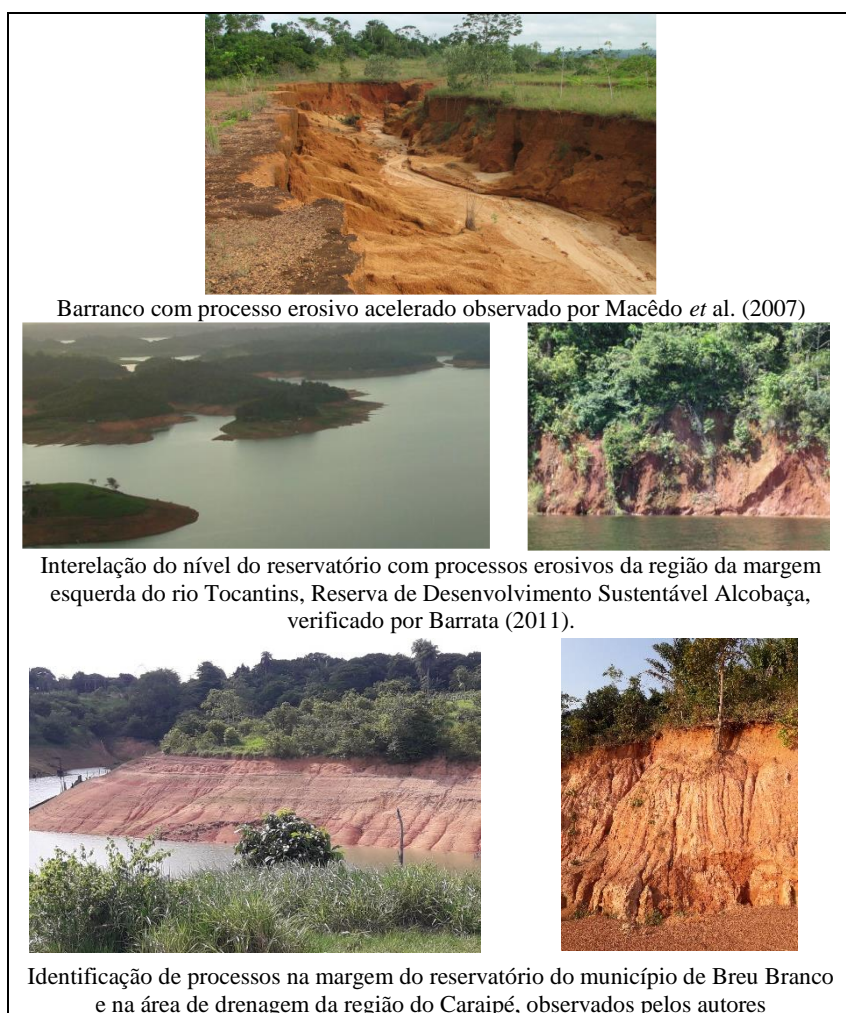 Barranco com processo erosivo acelerado observado por Macêdo et al. (2007)
Interelação do nível do reservatório com processos erosivos da região da margem
esquerda do rio Tocantins, Reserva de Desenvolvimento Sustentável Alcobaça,
verificado por Barrata (2011).
Identificação de processos na margem do reservatório do município de Breu Branco
e na área de drenagem da região do Caraipé, observados pelos autores